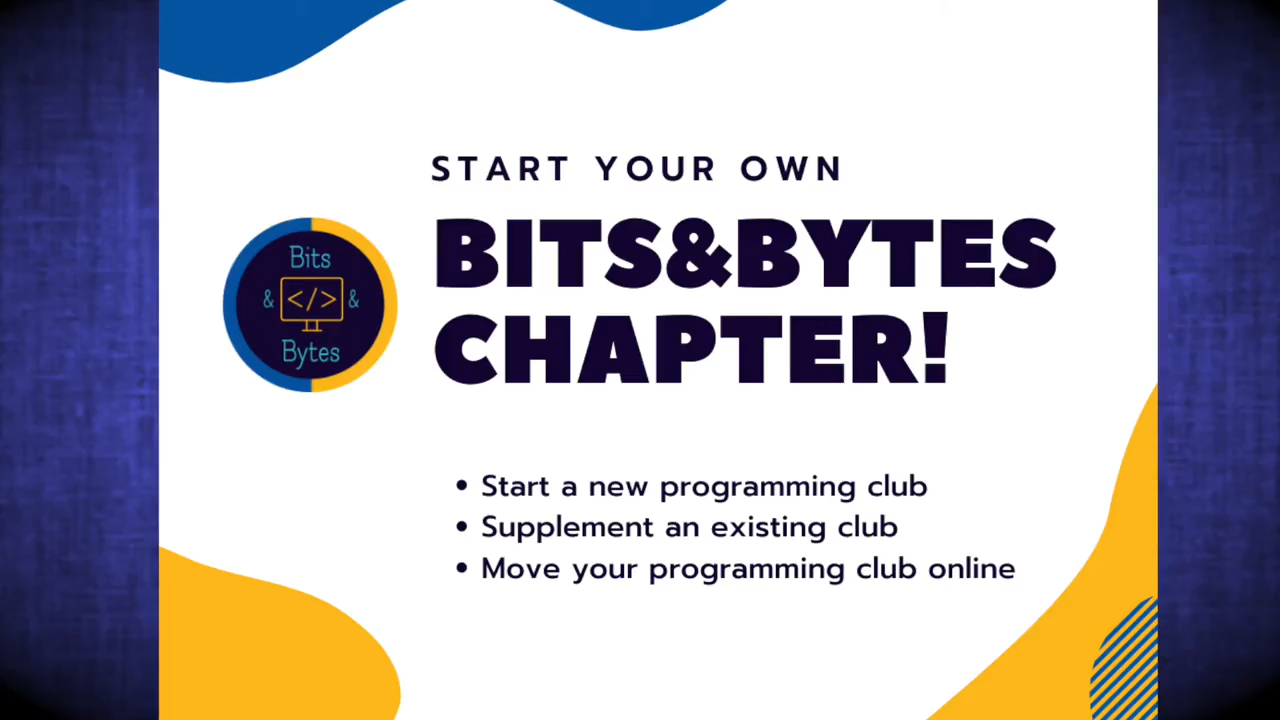 START YOUR OWN
BITS&BYTES
CHAPTER!
Bits
& </> &
Bytes
• Start a new programming club
• Supplement an existing club
• Move your programming club online